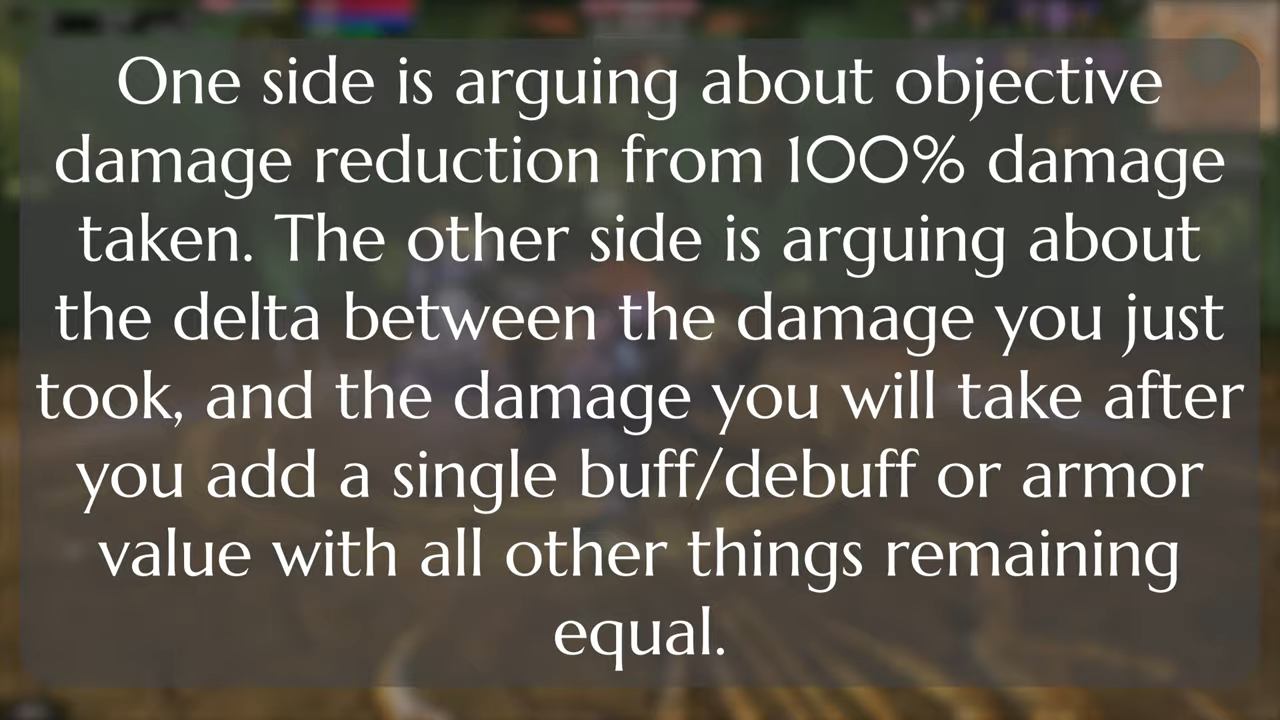 One side is arguing about objective
damage reduction from 100% damage
taken. The other side is arguing about
the delta between the damage you just
took, and the damage you will take after
you add a single buff/debuff or armor
value with all other things remaining
equal.